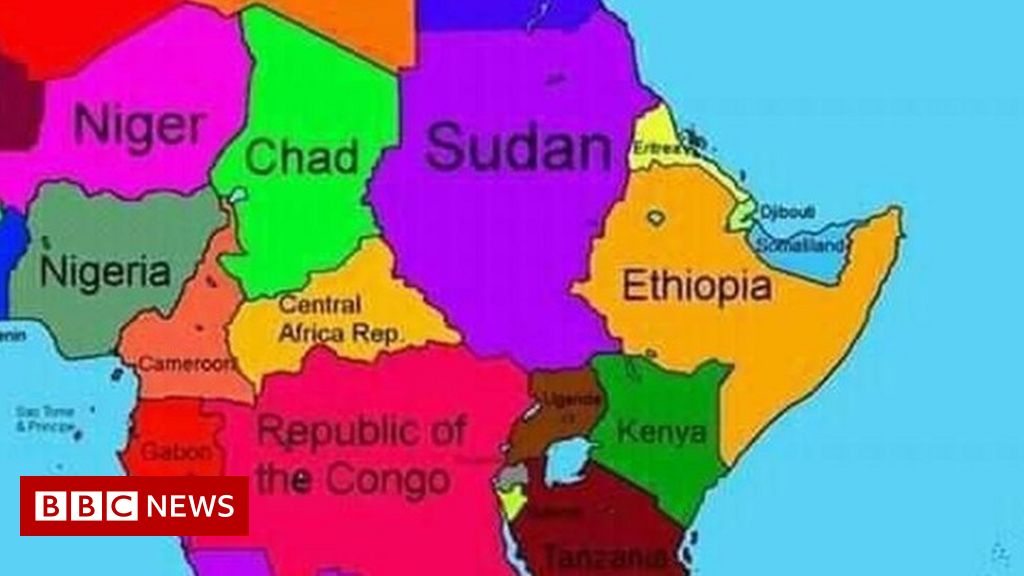 Niger
Chad
Sudan
Eritrea
Djibouti
Somaliland
Nigeria
Ethiopia
Central
Africa Rep.
enin
Cameroon
Sao Tome
& Principe
Gabon
Uganda
Kenya
Republic of
the Congo
BBC NEWS
Tanzania